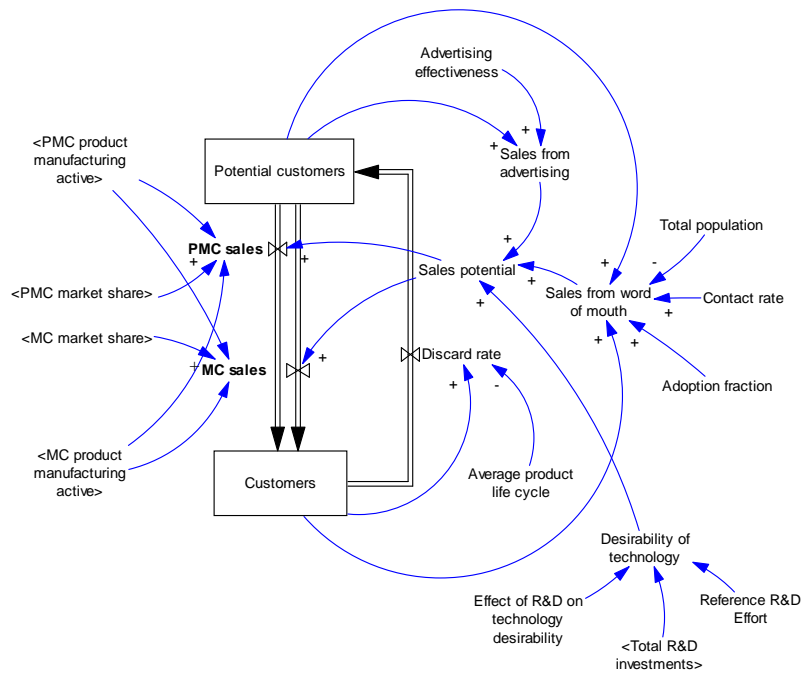 Advertising
effectiveness
<PMC product
manufacturing
active>
+
+
+
Potential customers
Sales from
advertising
Total population
PMC sales
+
+
+
+
-
<PMC market share>
Sales potential
+
+
Sales from word
of mouth
+
Contact rate
<MC market share>
+
+
+
MC sales
+
Discard rate
+
-
Adoption fraction
<MC product
manufacturing
active>
Customers
Average product
life cycle
Desirability of
technology
Effect of R&D on
technology
desirability
Reference R&D
Effort
<Total R&D
investments>